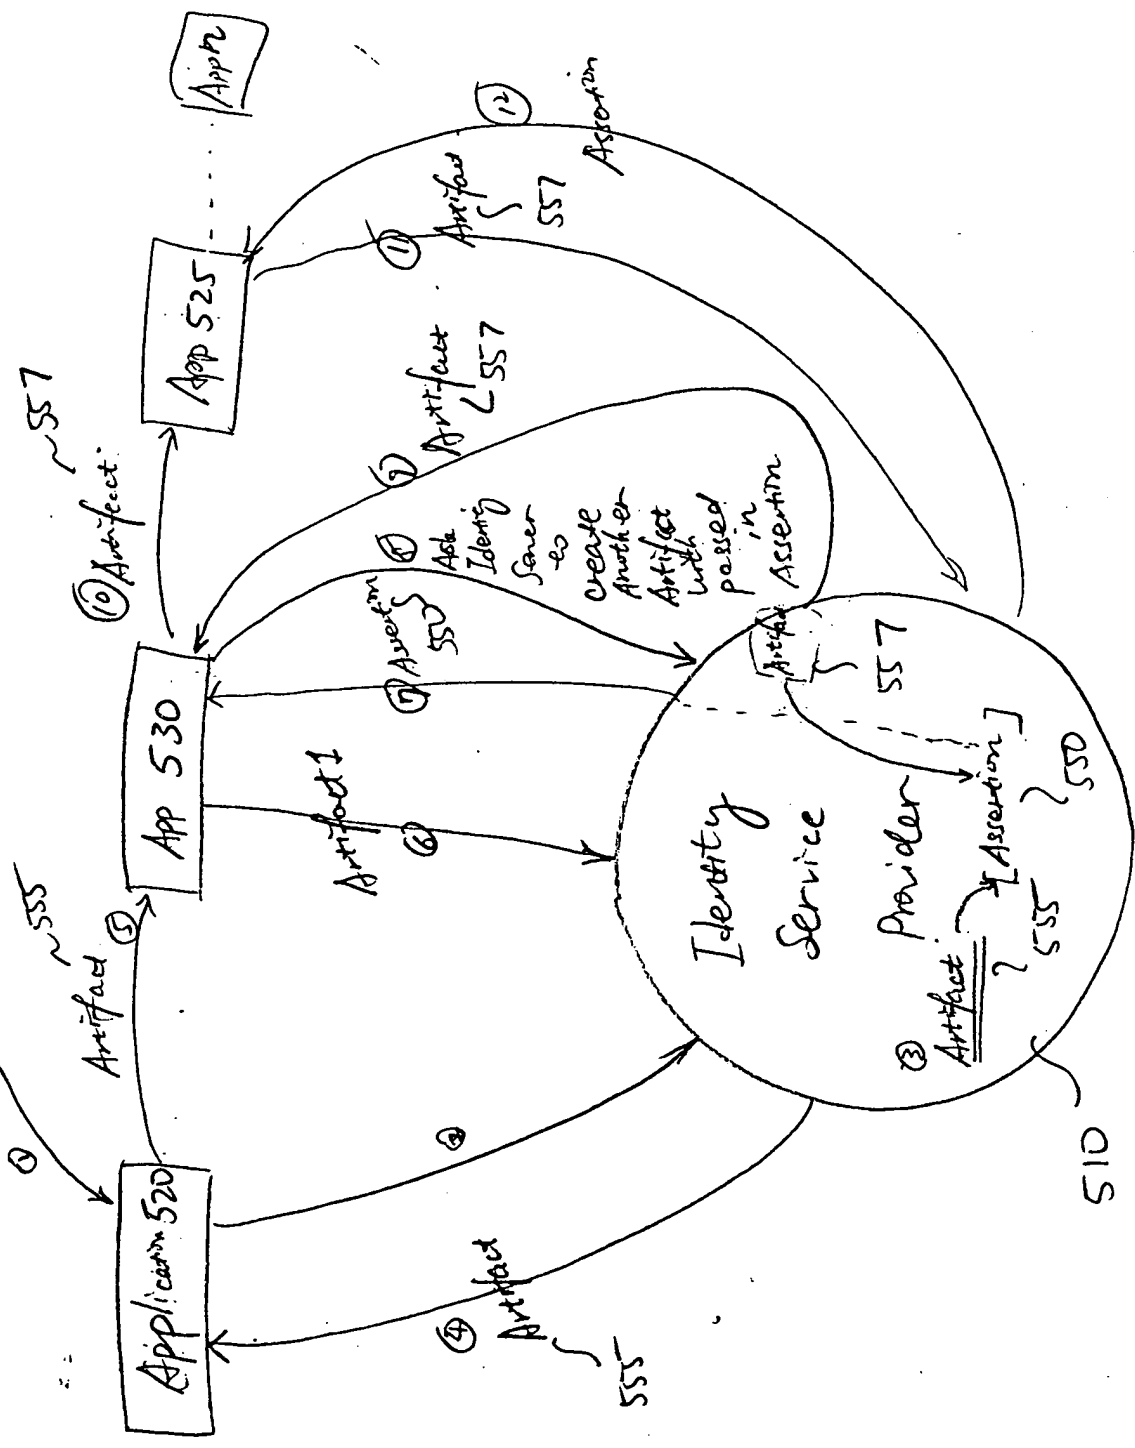 ①
Application 520
②
④
Artifact
555
Artifact
~555
⑤
App 530
Artifact 1
⑥
⑦
Assertion
550
⑧
Ask
Identity
Server
to
create
Another
Artifact
with
passed
in
Assertion
⑨
Artifact
557
⑩ Artifact
~557
App 525
App n
⑪
Artifact
557
⑫
Assertion
Identity
Service
Provider
③
Artifact
555
[Assertion]
550
Artifact
557
510